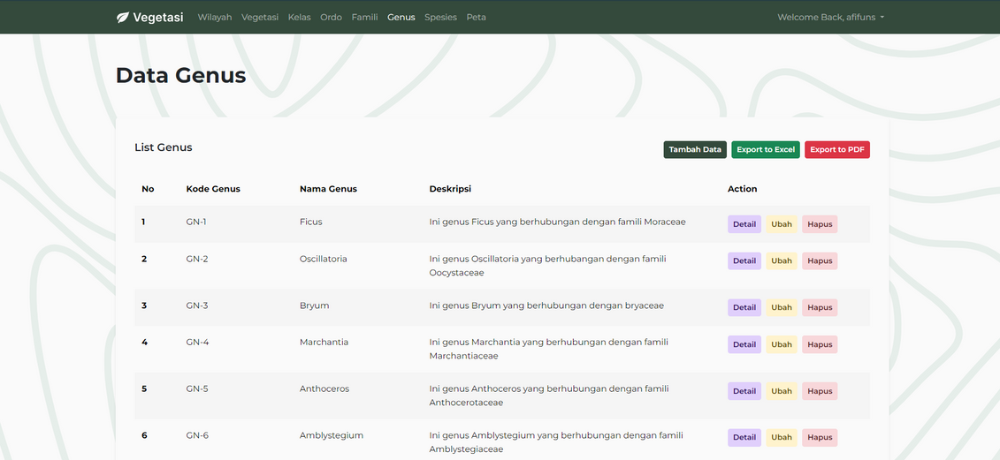 Vegetasi Wilayah Vegetasi Kelas Ordo Famili Genus Spesies Peta Welcome Back, afifuns
Data Genus
List Genus Tambah Data Export to Excel Export to PDF
No Kode Genus Nama Genus Deskripsi Action
1 GN-1 Ficus Ini genus Ficus yang berhubungan dengan famili Moraceae Detail Ubah Hapus
2 GN-2 Oscillatoria Ini genus Oscillatoria yang berhubangan dengan famili Detail Ubah Hapus
Oocystaceae
3 GN-3 Bryum Ini genus Bryum yang berhubungan dengan bryaceae Detail Ubah Hapus
4 GN-4 Marchantia Ini genus Marchantia yang berhubungan dengan famili Detail Ubah Hapus
Marchantiaceae
5 GN-5 Anthoceros Ini genus Anthoceros yang berhubungan dengan famili Detail Ubah Hapus
Anthocerotaceae
6 GN-6 Amblystegium Ini genus Amblystegium yang berhubungan dengan famili Detail Ubah Hapus
Amblystegiaceae